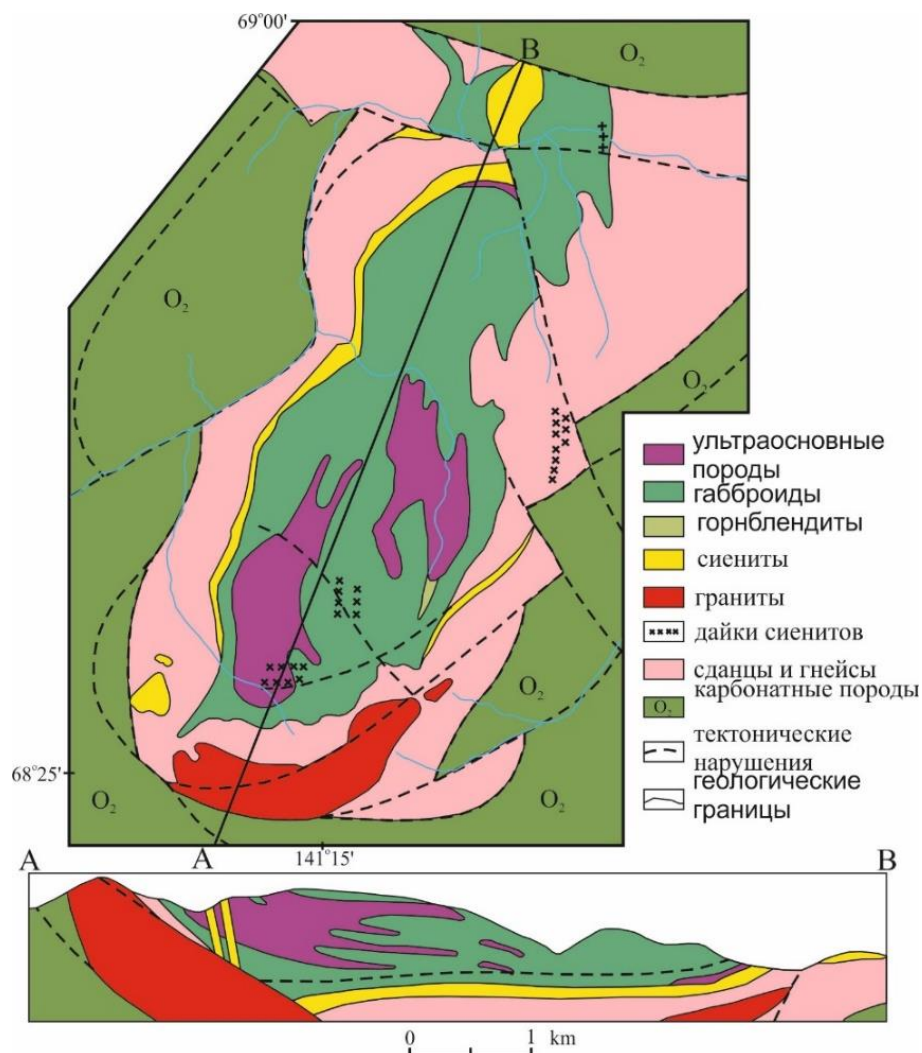 69°00'
B
O₂
O₂
O₂
O₂
O₂
O₂
68°25'
A
141°15'
ультраосновные
породы
габброиды
горнблендиты
сиениты
граниты
дайки сиенитов
сданцы и гнейсы
карбонатные породы
O₂
тектонические
нарушения
геологические
границы
A
B
0 1 km